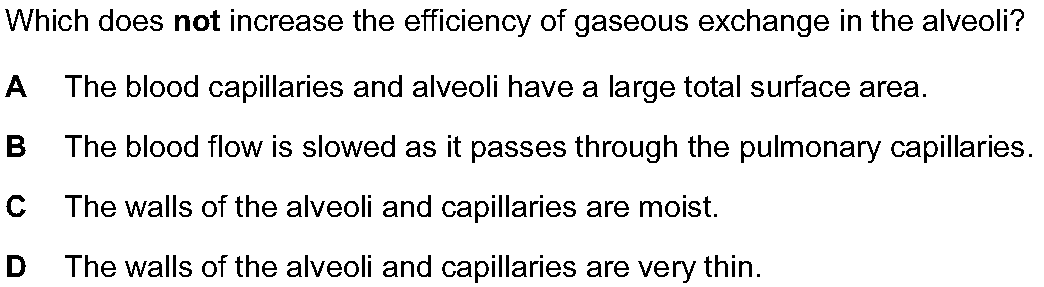 Which does not increase the efficiency of gaseous exchange in the alveoli?
A The blood capillaries and alveoli have a large total surface area.
B The blood flow is slowed as it passes through the pulmonary capillaries.
C The walls of the alveoli and capillaries are moist.
D The walls of the alveoli and capillaries are very thin.